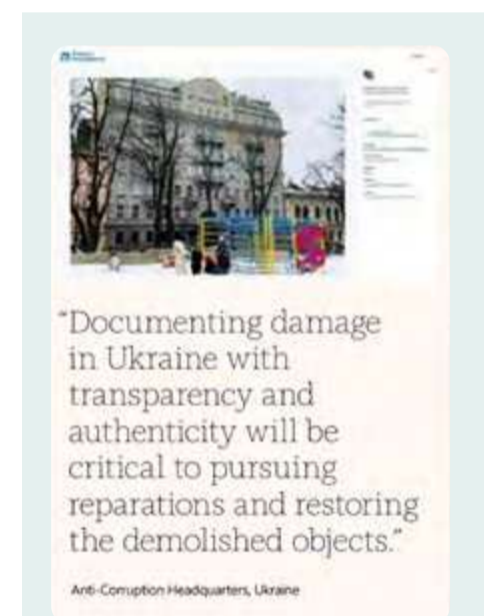 “Documenting damage
in Ukraine with
transparency and
authenticity will be
critical to pursuing
reparations and restoring
the demolished objects.”
Anti-Corruption Headquarters, Ukraine